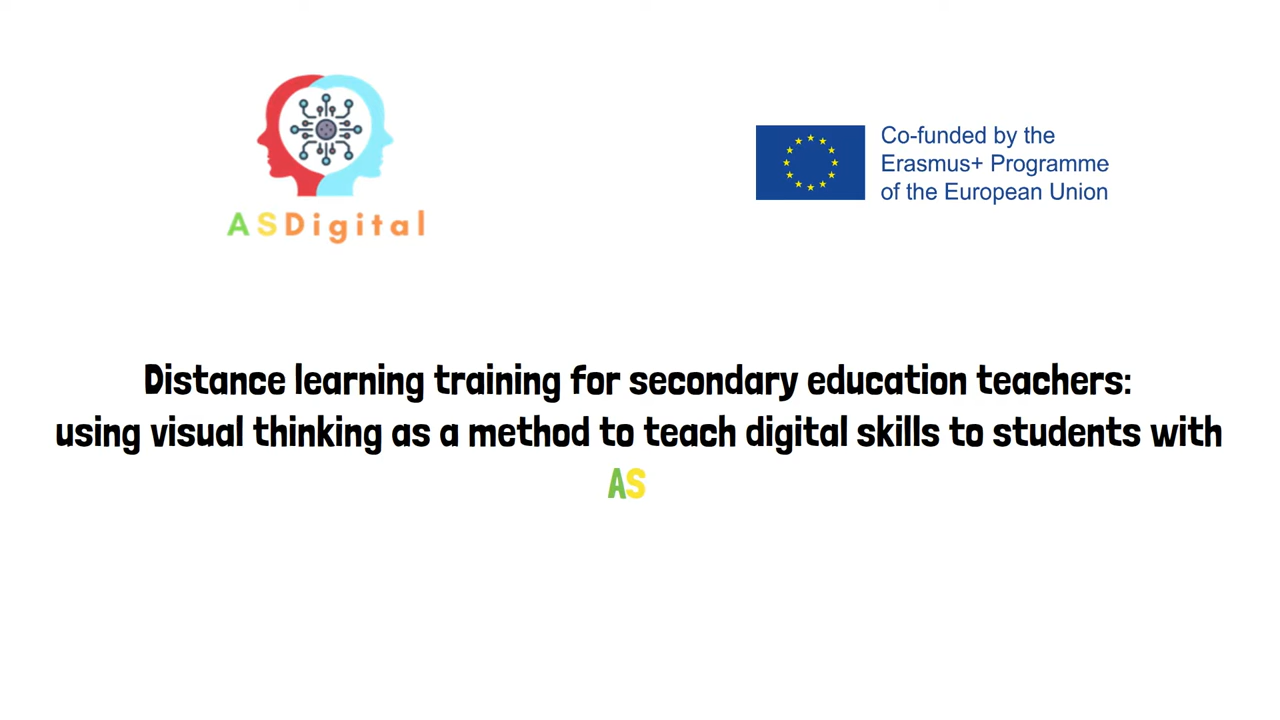 ASDigital
Co-funded by the
Erasmus+ Programme
of the European Union
Distance learning training for secondary education teachers:
using visual thinking as a method to teach digital skills to students with
AS